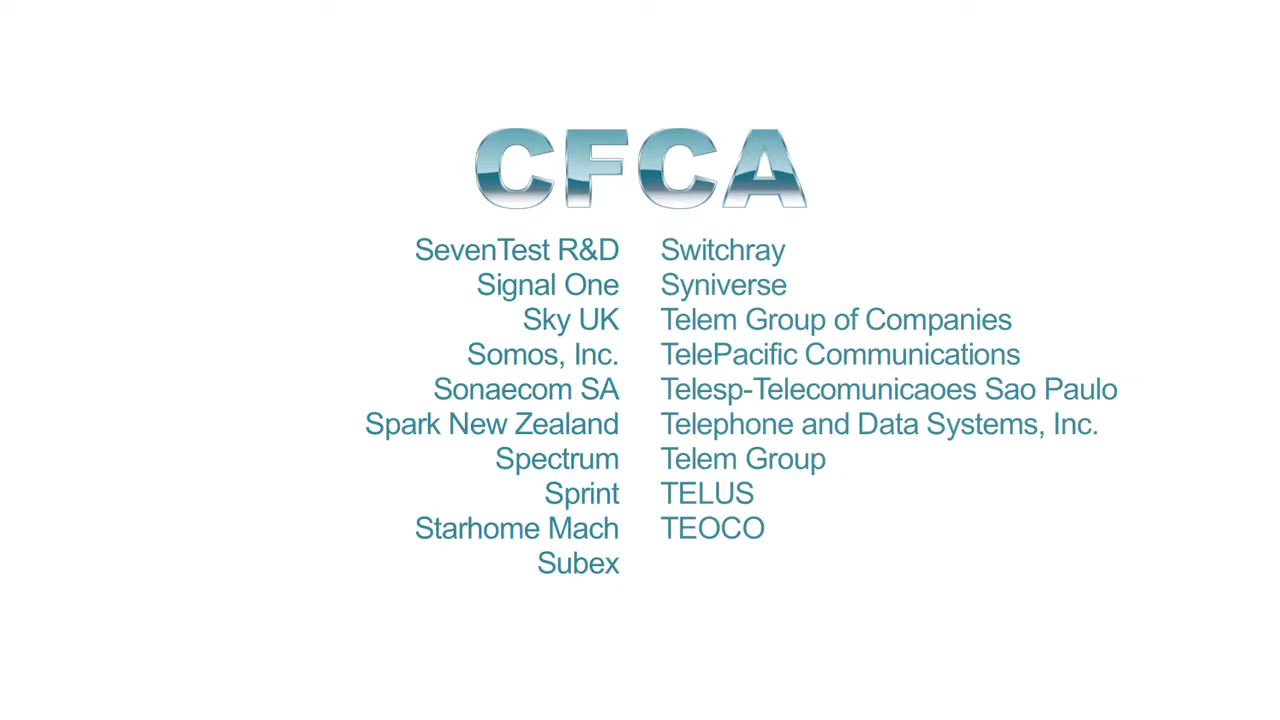 CFCA
SevenTest R&D
Signal One
Sky UK
Somos, Inc.
Sonaecom SA
Spark New Zealand
Spectrum
Sprint
Starhome Mach
Subex
Switchray
Syniverse
Telem Group of Companies
TelePacific Communications
Telesp-Telecomunicaoes Sao Paulo
Telephone and Data Systems, Inc.
Telem Group
TELUS
TEOCO